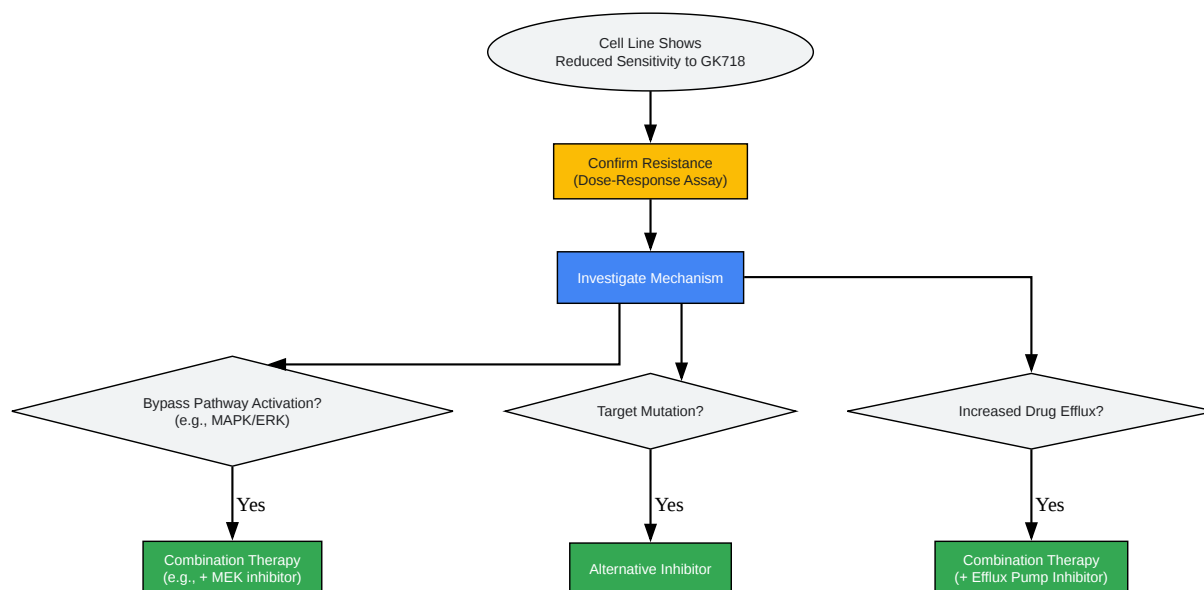 Cell Line Shows
Reduced Sensitivity to GK718
Confirm Resistance
(Dose-Response Assay)
Investigate Mechanism
Bypass Pathway Activation?
(e.g., MAPK/ERK)
Target Mutation?
Increased Drug Efflux?
Yes
Yes
Yes
Combination Therapy
(e.g., + MEK inhibitor)
Alternative Inhibitor
Combination Therapy
(+ Efflux Pump Inhibitor)